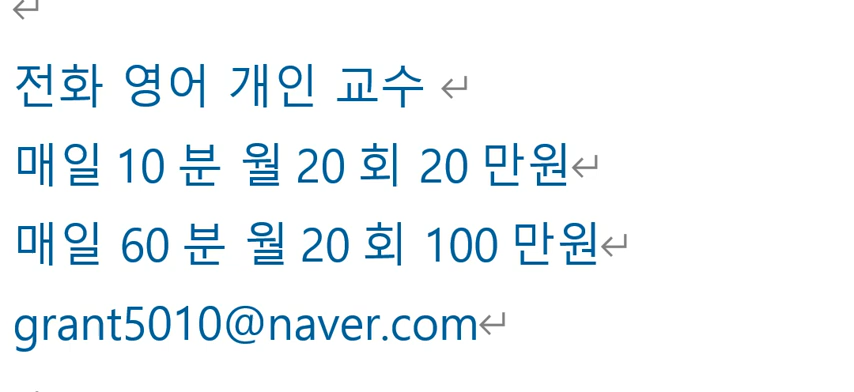 전화 영어 개인 교수
매일 10 분 월 20 회 20 만원
매일 60 분 월 20 회 100 만원
grant5010@naver.com